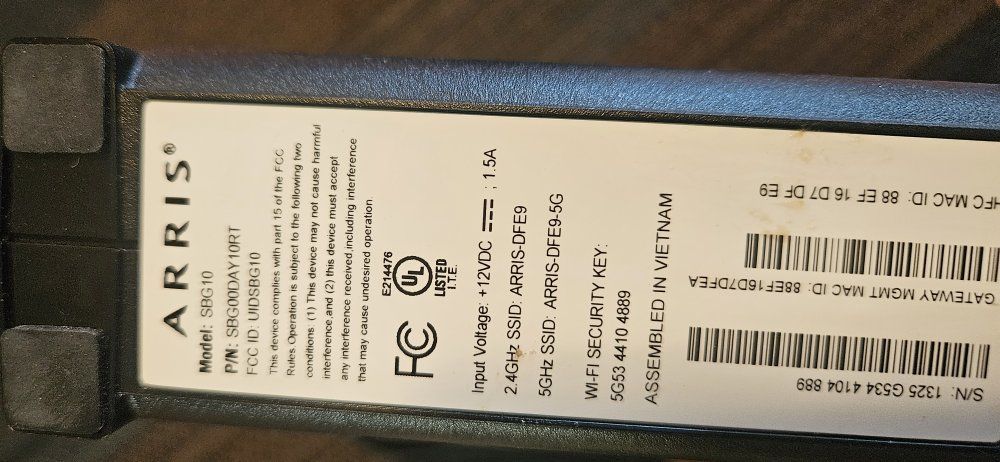 ARRIS®
Model: SBG10
P/N: SBG00DAY10RT
FCC ID: UIDSBG10
This device complies with part 15 of the FCC
Rules Operation is subject to the following two
conditions: (1) This device may not cause harmful
interference,and (2) this device must accept
any interference received,including interference
that may cause undesired operation.
FC
E214476
UL
LISTED
I.T.E.
Input Voltage: +12VDC ⎓ ; 1.5A
2.4GHz SSID: ARRIS-DFE9
5GHz SSID: ARRIS-DFE9-5G
WI-FI SECURITY KEY:
5G53 4410 4889
ASSEMBLED IN VIETNAM
HFC MAC ID: 88 EF 16 D7 DF E9
GATEWAY MGMT MAC ID: 88EF16D7DFEA
S/N: 1325 G534 4104 889